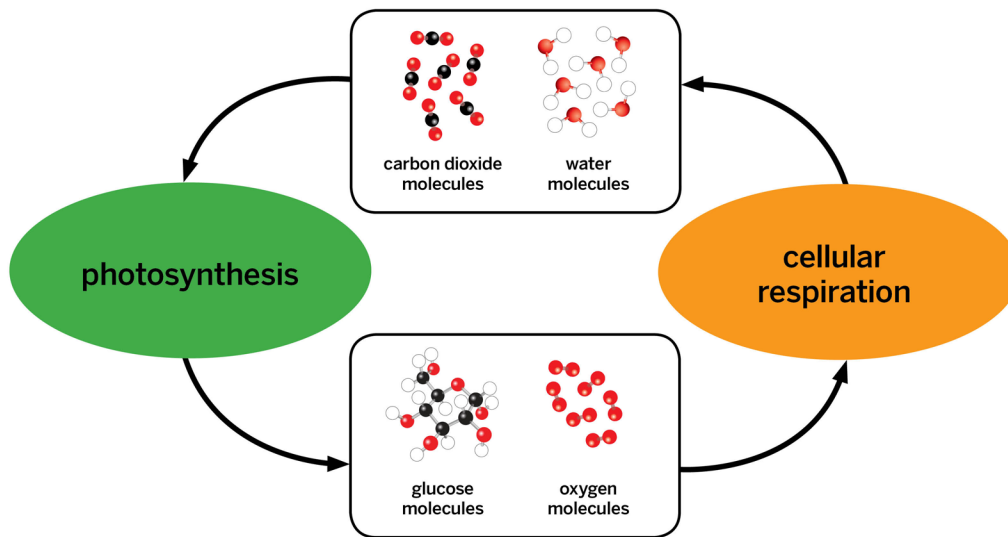 carbon dioxide
molecules
water
molecules
photosynthesis
cellular
respiration
glucose
molecules
oxygen
molecules